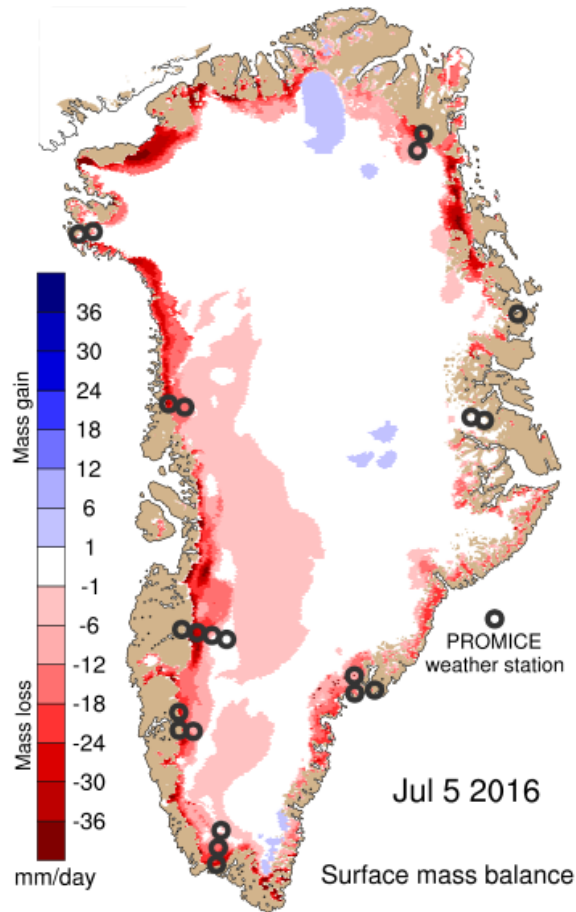 Mass gain
36
30
24
18
12
6
1
-1
-6
-12
-18
-24
-30
-36
Mass loss
mm/day
PROMICE
weather station
Jul 5 2016
Surface mass balance